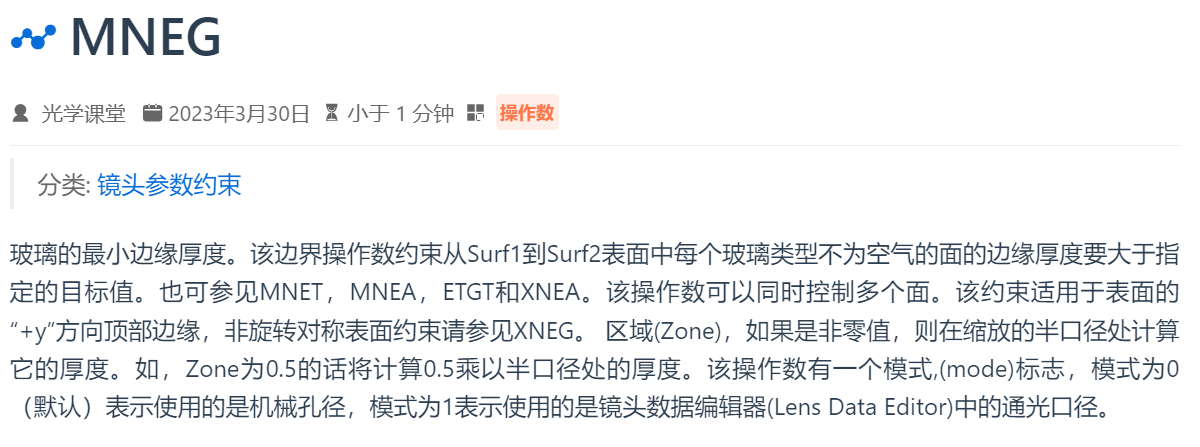 MNEG
光学课堂 2023年3月30日 小于 1 分钟 操作数
分类: 镜头参数约束
玻璃的最小边缘厚度。该边界操作数约束从Surf1到Surf2表面中每个玻璃类型不为空气的面的边缘厚度要大于指
定的目标值。也可参见MNET，MNEA，ETGT和XNEA。该操作数可以同时控制多个面。该约束适用于表面的
“+y”方向顶部边缘，非旋转对称表面约束请参见XNEG。 区域(Zone)，如果是非零值，则在缩放的半口径处计算
它的厚度。如，Zone为0.5的话将计算0.5乘以半口径处的厚度。该操作数有一个模式,(mode)标志，模式为0
（默认）表示使用的是机械孔径，模式为1表示使用的是镜头数据编辑器(Lens Data Editor)中的通光口径。